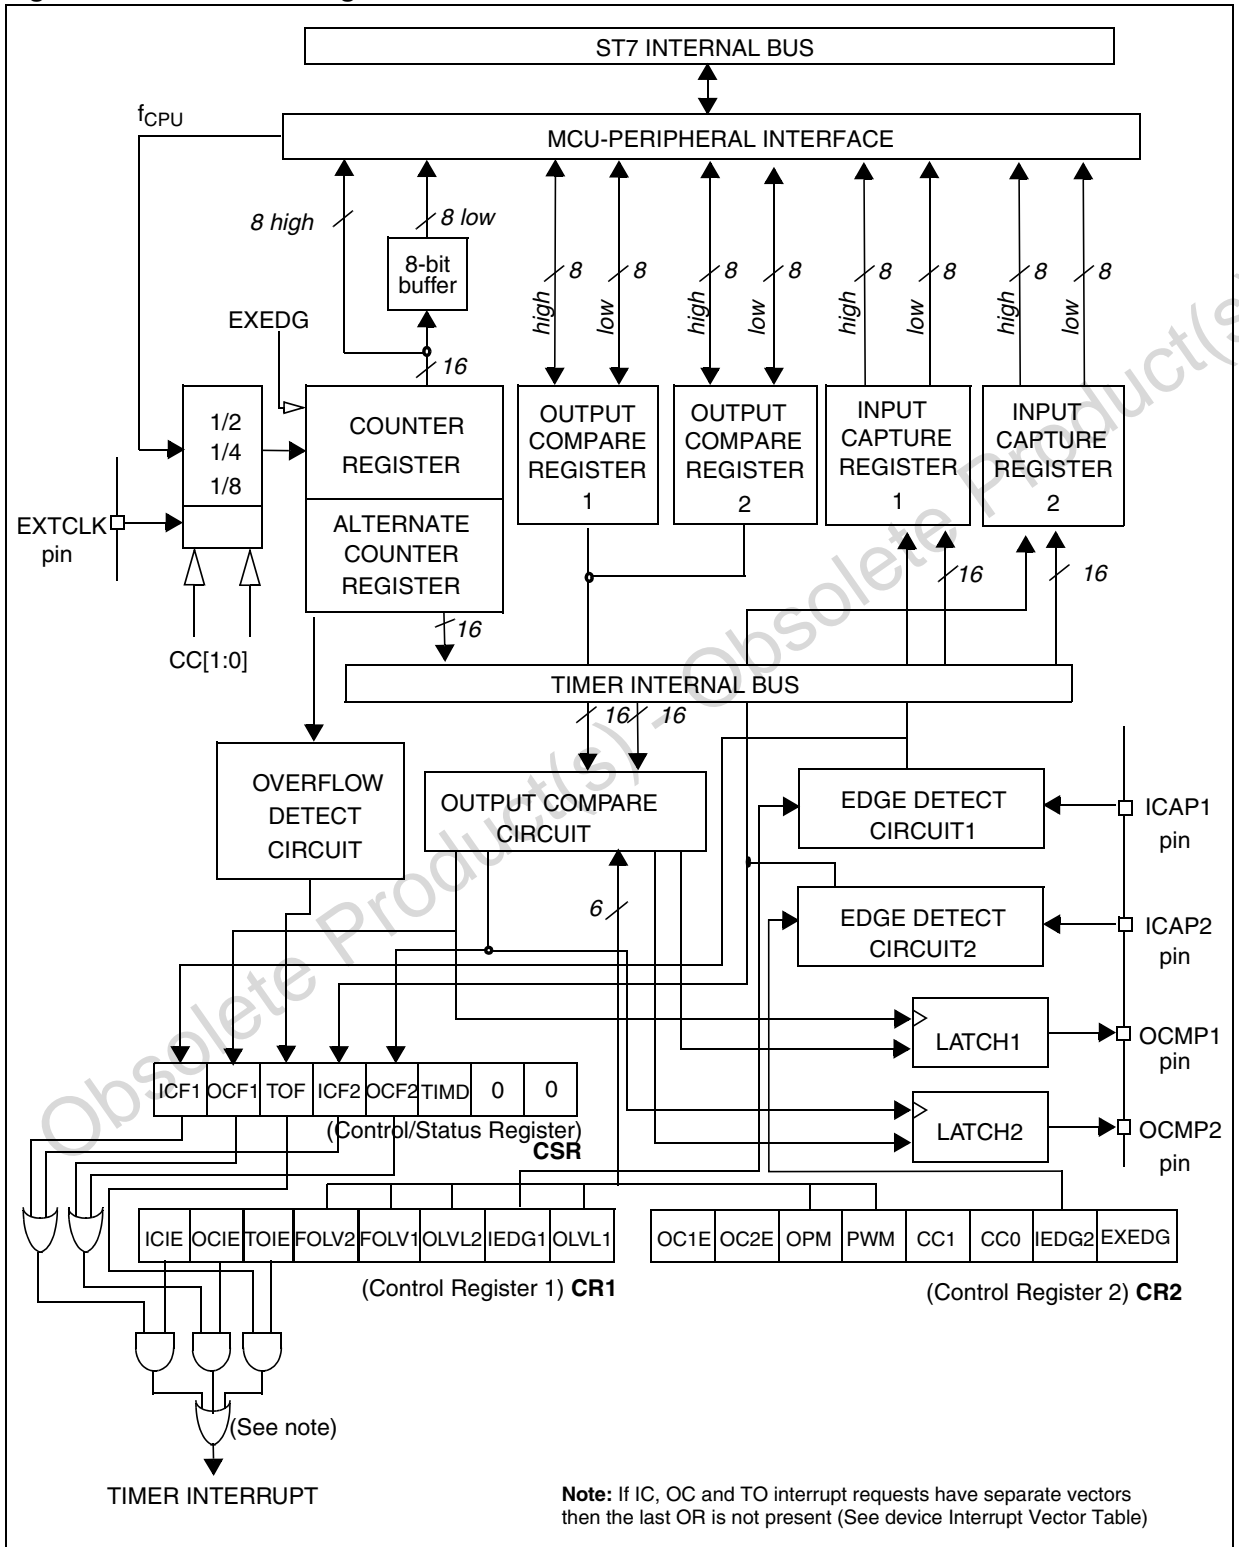 ST7 INTERNAL BUS
fCPU
MCU-PERIPHERAL INTERFACE
8 high
8 low
8-bit
buffer
high
8
low
8
high
8
low
8
high
8
low
8
high
8
low
8
EXEDG
16
1/2
1/4
1/8
COUNTER
REGISTER
OUTPUT
COMPARE
REGISTER
1
OUTPUT
COMPARE
REGISTER
2
INPUT
CAPTURE
REGISTER
1
INPUT
CAPTURE
REGISTER
2
EXTCLK
pin
ALTERNATE
COUNTER
REGISTER
16
16
16
CC[1:0]
TIMER INTERNAL BUS
16
16
OVERFLOW
DETECT
CIRCUIT
OUTPUT COMPARE
CIRCUIT
EDGE DETECT
CIRCUIT1
ICAP1
pin
6
EDGE DETECT
CIRCUIT2
ICAP2
pin
LATCH1
OCMP1
pin
ICF1 OCF1 TOF ICF2 OCF2 TIMD 0 0
(Control/Status Register)
CSR
LATCH2
OCMP2
pin
ICIE OCIE TOIE FOLV2 FOLV1 OLVL2 IEDG1 OLVL1
OC1E OC2E OPM PWM CC1 CC0 IEDG2 EXEDG
(Control Register 1) CR1
(Control Register 2) CR2
(See note)
TIMER INTERRUPT
Note: If IC, OC and TO interrupt requests have separate vectors
then the last OR is not present (See device Interrupt Vector Table)
Obsolete Product(s) - Obsolete Product(s